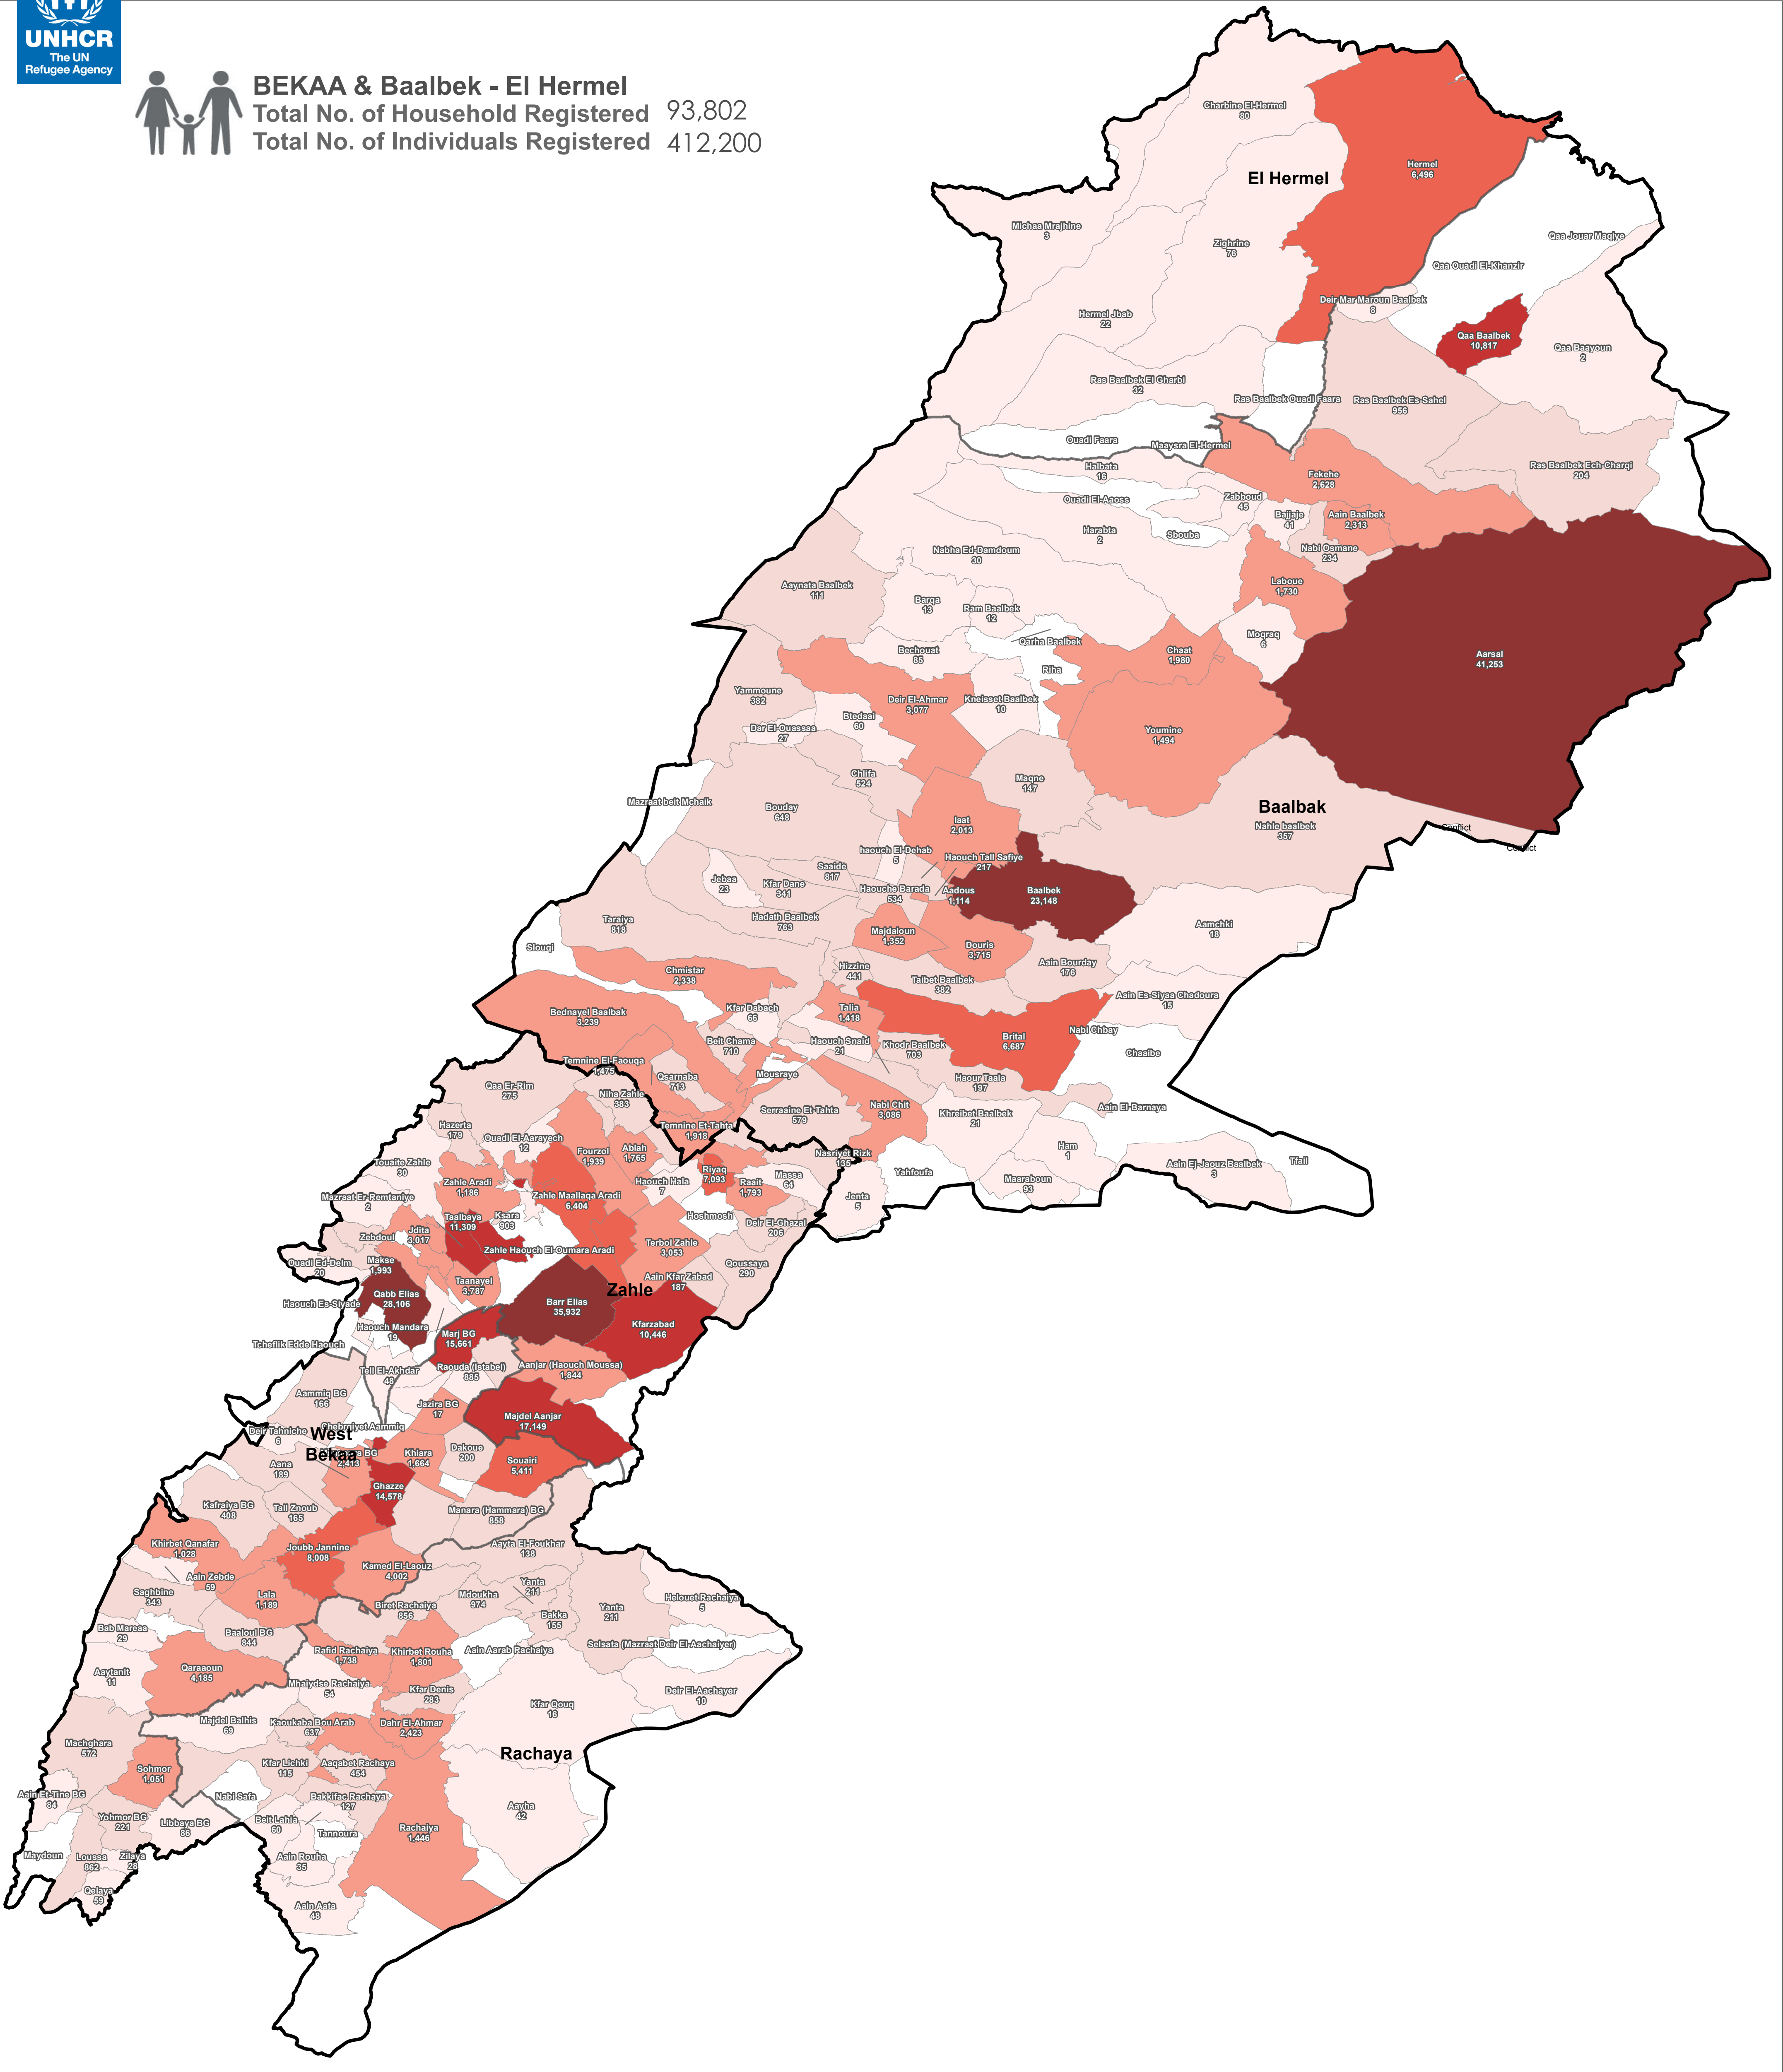 UNHCR
The UN
Refugee Agency
BEKAA & Baalbek - El Hermel
Total No. of Household Registered 93,802
Total No. of Individuals Registered 412,200
Charbine El-Hermel
80
Hermel
6,496
El Hermel
Michaa Mrajhine
3
Zighrine
76
Qaa Jouar Maqiye
Qaa Ouadi El-Khanzir
Deir Mar Maroun Baalbek
8
Hermel Jbab
22
Qaa Baalbek
10,817
Qaa Baayoun
2
Ras Baalbek El Gharbi
32
Ras Baalbek Ouadi Faara
Ras Baalbek Es-Sahel
956
Ouadi Faara
Maaysra El-Hermel
Halbata
16
Fekehe
2,628
Ras Baalbek Ech-Charqi
204
Ouadi El-Aaoss
Zabboud
45
Bajjaje
41
Aain Baalbek
2,313
Harabta
2
Sbouba
Nabi Osmane
234
Nabha Ed-Damdoum
30
Aaynata Baalbek
111
Laboue
1,730
Barqa
13
Ram Baalbek
12
Moqraq
6
Qarha Baalbek
Bechouat
85
Riha
Chaat
1,980
Aarsal
41,253
Yammoune
382
Deir El-Ahmar
3,077
Kneisset Baalbek
10
Btedaai
60
Dar El-Ouassaa
27
Youmine
1,494
Chlifa
524
Maqne
147
Mazraat beit Mchaik
Bouday
648
Baalbak
Iaat
2,013
Nahle baalbek
357
Conflict
Conflict
haouch El-Dehab
5
Haouch Tall Safiye
217
Saaide
817
Jebaa
23
Kfar Dane
341
Haouche Barada
534
Aadous
1,114
Baalbek
23,148
Taraiya
818
Hadath Baalbek
763
Majdaloun
1,352
Aamchki
18
Slouqi
Douris
3,715
Chmistar
2,338
Hizzine
441
Aain Bourday
176
Talbet Baalbek
382
Aain Es-Siyaa Chadoura
15
Bednayel Baalbak
3,239
Kfar Dabach
66
Talia
1,418
Nabi Chbay
Brital
6,687
Beit Chama
710
Haouch Snaid
21
Khodr Baalbek
703
Chaaibe
Temnine El-Faouqa
1,475
Qsarnaba
713
Mousraye
Haour Taala
197
Qaa Er-Rim
275
Niha Zahle
383
Serraaine Et-Tahta
579
Nabi Chit
3,086
Khreibet Baalbek
21
Aain El-Barnaya
Hazerta
179
Temnine Et-Tahta
1,918
Ouadi El-Aarayech
12
Fourzol
1,939
Ablah
1,765
Nasriyet Rizk
135
Ham
1
Touaite Zahle
30
Riyaq
7,093
Massa
64
Yahfoufa
Aain Ej-Jaouz Baalbek
3
Tfail
Zahle Aradi
1,186
Haouch Hala
7
Raait
1,793
Maaraboun
93
Mazraat Er-Remtaniye
2
Zahle Maallaqa Aradi
6,404
Jenta
5
Taalbaya
11,309
Ksara
903
Hoshmosh
Deir El-Ghazal
206
Zebdoul
Jdita
3,017
Zahle Haouch El-Oumara Aradi
Terbol Zahle
3,053
Ouadi Ed-Delm
20
Makse
1,993
Qoussaya
290
Taanayel
3,787
Aain Kfar Zabad
187
Zahle
Haouch Es-Siyade
Qabb Elias
28,106
Barr Elias
35,932
Haouch Mandara
19
Marj BG
15,661
Kfarzabad
10,446
Tcheflik Edde Haouch
Tell El-Akhdar
48
Raouda (Istabel)
885
Aanjar (Haouch Moussa)
1,844
Aammiq BG
166
Jazira BG
17
Majdel Aanjar
17,149
Deir Tahniche
6
Chebrqiyet Aammiq
West
Bekaa
BG
2,413
Khiara
1,664
Dakoue
200
Souairi
5,411
Aana
189
Ghazze
14,578
Kafraiya BG
408
Tall Znoub
165
Manara (Hammara) BG
858
Khirbet Qanafar
1,028
Joubb Jannine
8,008
Aayta El-Foukhar
138
Kamed El-Laouz
4,002
Aain Zebde
59
Saghbine
343
Lala
1,189
Mdoukha
974
Yanta
211
Yanta
211
Helouet Rachaiya
5
Biret Rachaiya
856
Bakka
155
Bab Mareaa
29
Baaloul BG
844
Rafid Rachaiya
1,738
Khirbet Rouha
1,801
Aain Aarab Rachaiya
Selsata (Mazraat Deir El-Aachaiyer)
Aaytanit
11
Qaraaoun
4,185
Mhaiydse Rachaiya
54
Kfar Denis
283
Deir El-Aachayer
10
Kfar Qouq
16
Majdel Balhis
69
Kaoukaba Bou Arab
637
Dahr El-Ahmar
2,423
Machghara
572
Rachaya
Sohmor
1,051
Kfar Lichki
115
Aaqabet Rachaya
454
Aain Et-Tine BG
84
Nabi Safa
Bakkifac Rachaya
127
Aayha
42
Yohmor BG
221
Libbaya BG
86
Beit Lahia
60
Tannoura
Rachaiya
1,446
Maydoun
Loussa
862
Zilaya
28
Aain Rouha
35
Qelaya
59
Aain Aata
48